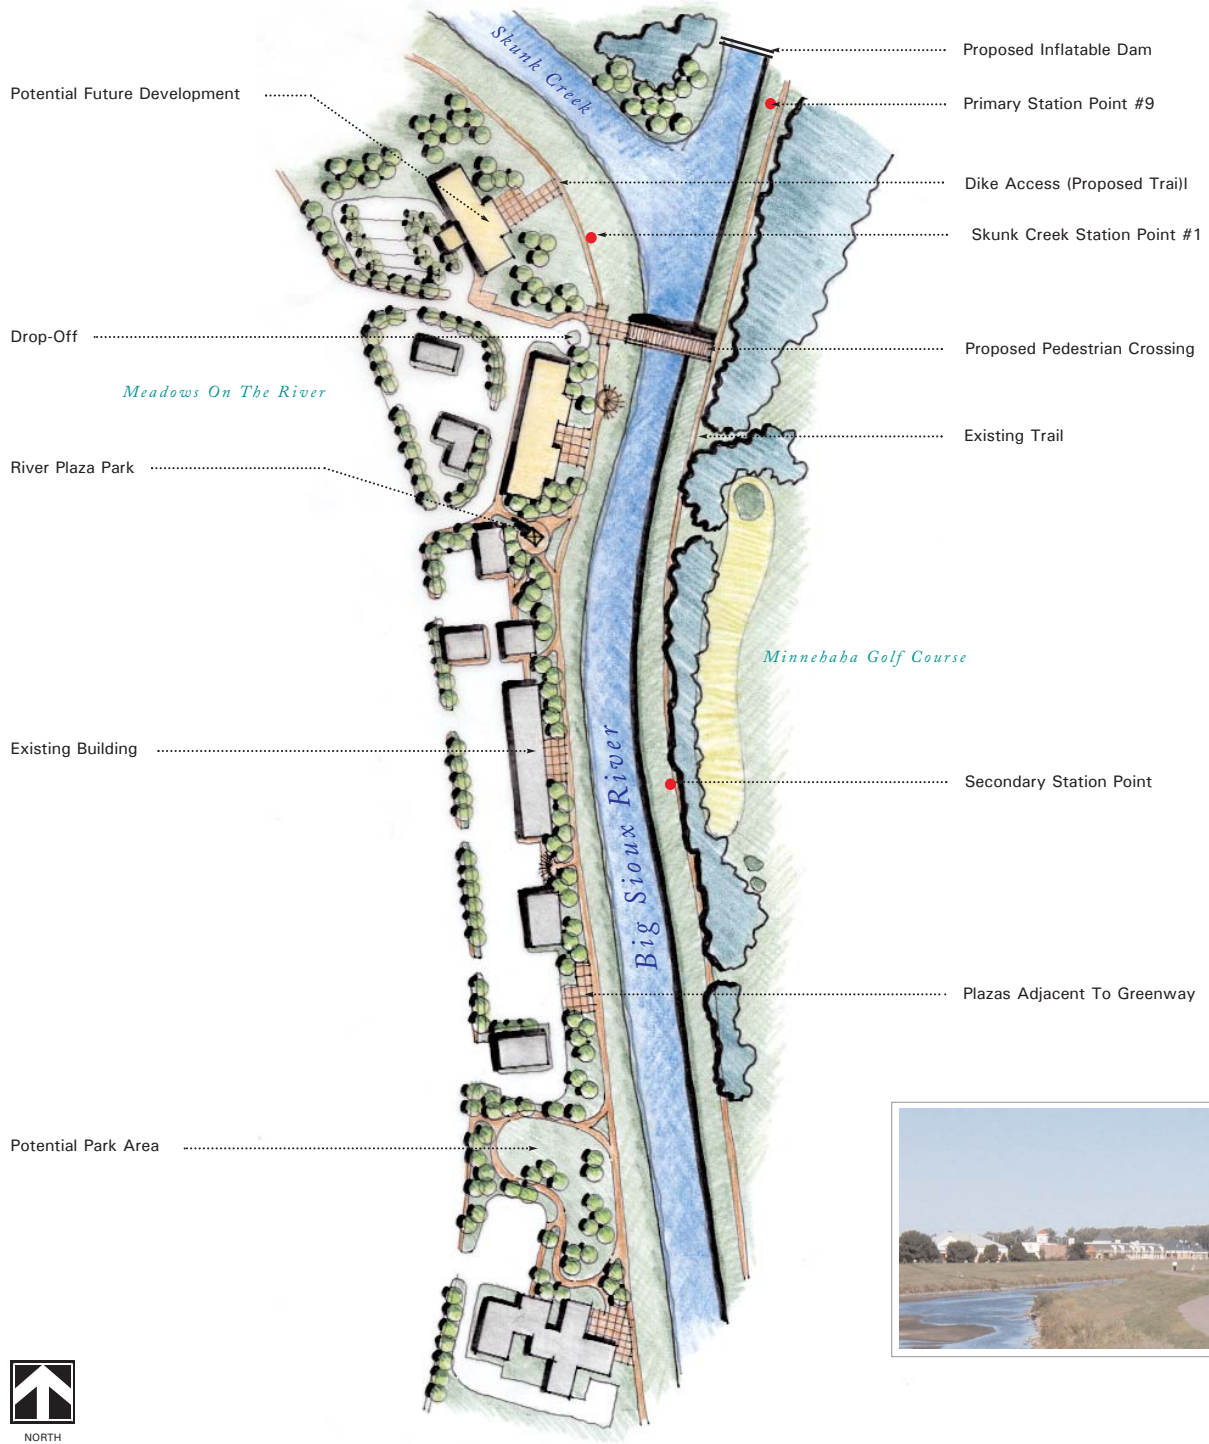 Skunk Creek
Proposed Inflatable Dam
Potential Future Development
Primary Station Point #9
Dike Access (Proposed Trai)l
Skunk Creek Station Point #1
Drop-Off
Proposed Pedestrian Crossing
Meadows On The River
Existing Trail
River Plaza Park
Minnehaha Golf Course
Existing Building
Big Sioux River
Secondary Station Point
Plazas Adjacent To Greenway
Potential Park Area
NORTH